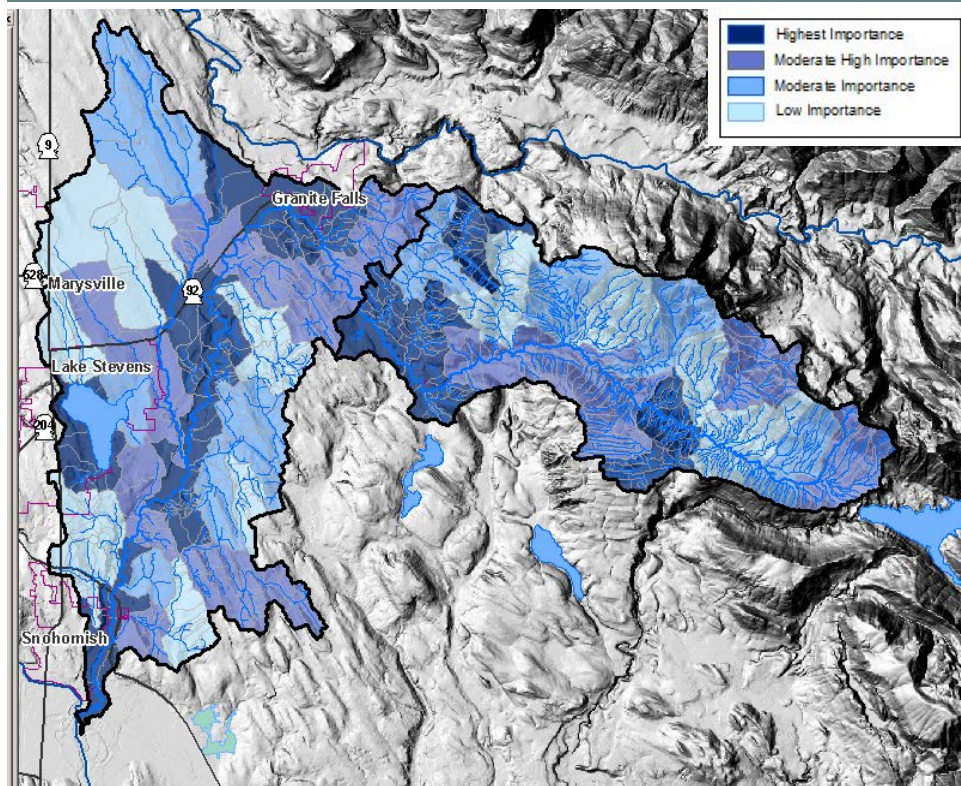 Highest Importance
Moderate High Importance
Moderate Importance
Low Importance
9
Granite Falls
528
Marysville
92
Lake Stevens
204
Snohomish